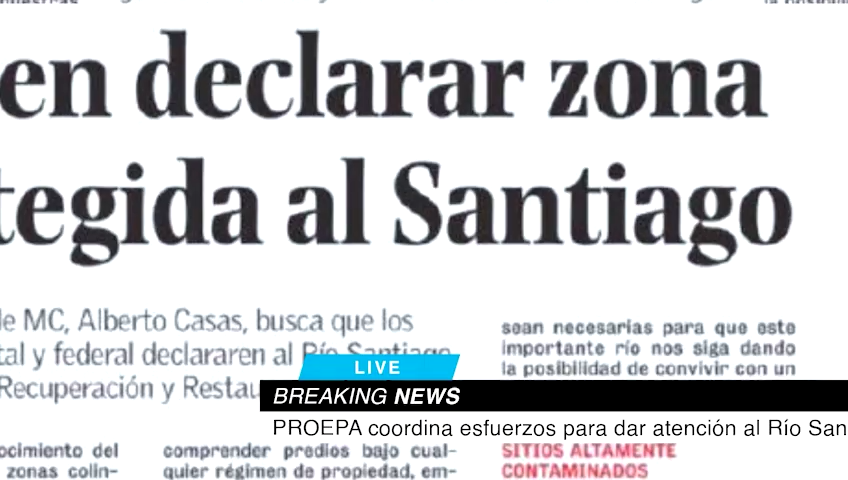 en declarar zona
tegida al Santiago
de MC, Alberto Casas, busca que los
tal y federal declararen al Río Santiago
Recuperación y Restau
sean necesarias para que este
importante río nos siga dando
la posibilidad de convivir con un
LIVE
BREAKING NEWS
PROEPA coordina esfuerzos para dar atención al Río San
ocimiento del
zonas colin-
comprender predios bajo cual-
quier régimen de propiedad, em-
SITIOS ALTAMENTE
CONTAMINADOS